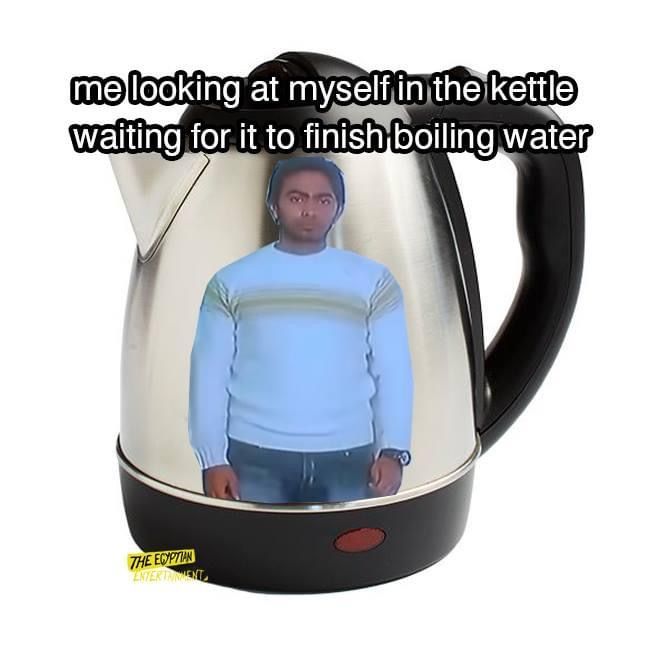 me looking at myself in the kettle
waiting for it to finish boiling water
THE EGYPTIAN
ENTERTAINMENT